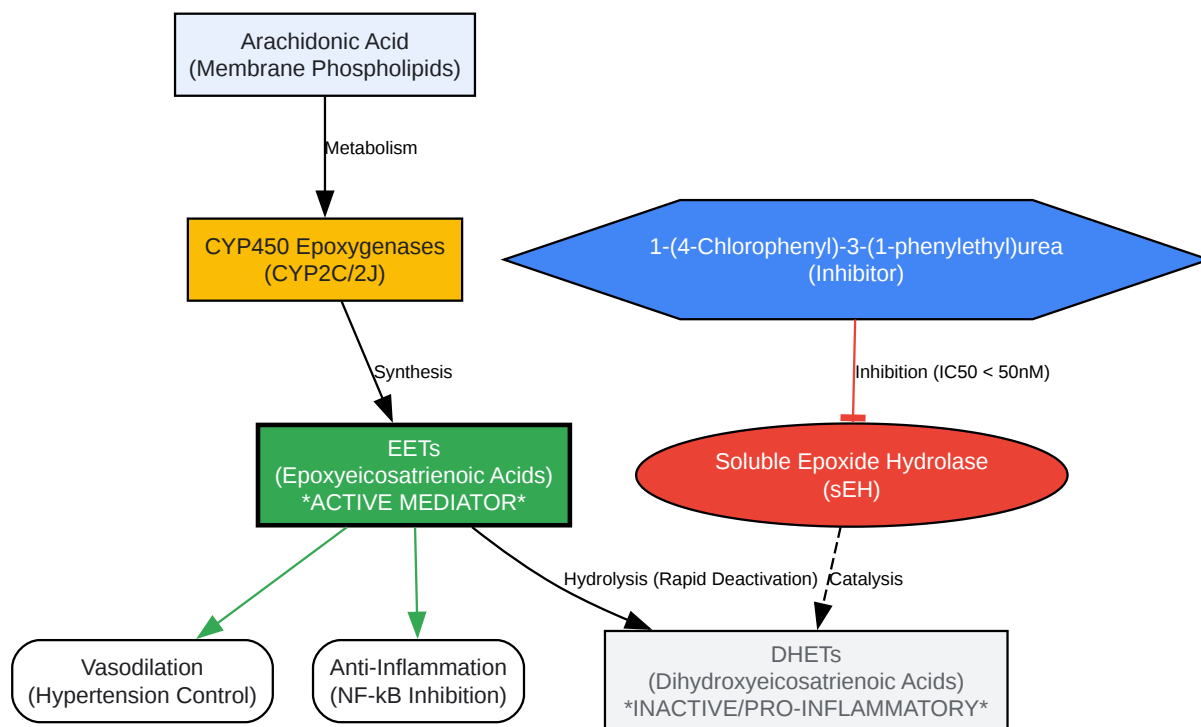 Arachidonic Acid
(Membrane Phospholipids)
Metabolism
CYP450 Epoxygenases
(CYP2C/2J)
1-(4-Chlorophenyl)-3-(1-phenylethyl)urea
(Inhibitor)
Synthesis
Inhibition (IC50 < 50nM)
EETs
(Epoxyeicosatrienoic Acids)
*ACTIVE MEDIATOR*
Soluble Epoxide Hydrolase
(sEH)
Hydrolysis (Rapid Deactivation)
Catalysis
Vasodilation
(Hypertension Control)
Anti-Inflammation
(NF-kB Inhibition)
DHETs
(Dihydroxyeicosatrienoic Acids)
*INACTIVE/PRO-INFLAMMATORY*